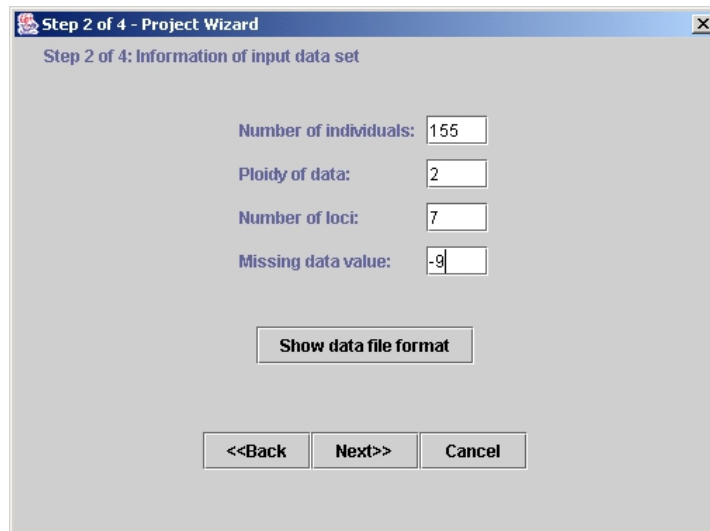 Step 2 of 4 - Project Wizard
Step 2 of 4: Information of input data set
Number of individuals: 155
Ploidy of data: 2
Number of loci: 7
Missing data value: -9
Show data file format
<<Back Next>> Cancel